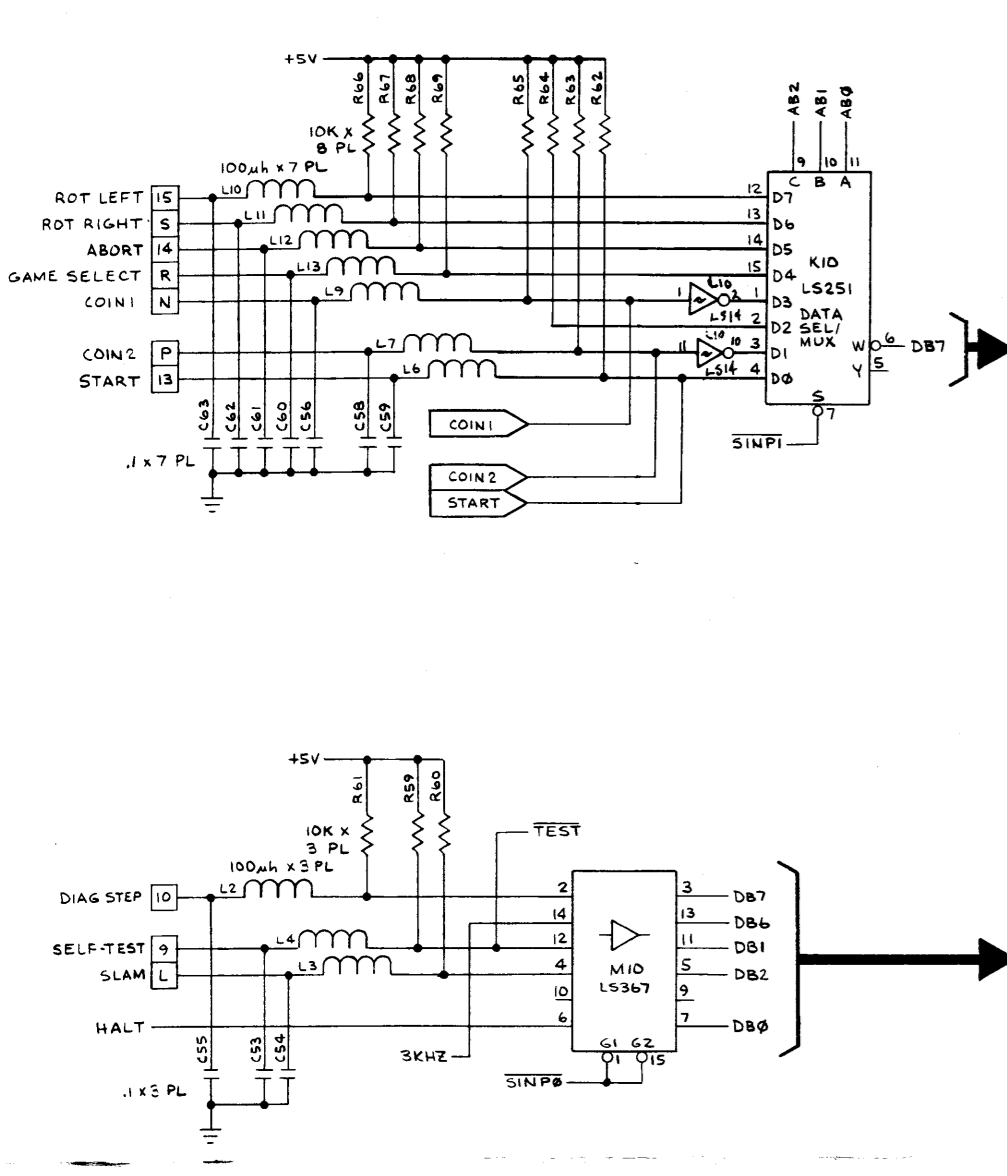 +5V
R66 R67 R68 R69 R65 R64 R63 R62
10K X
8 PL
AB2 AB1 ABØ
9 10 11
C B A
100µh x 7 PL
ROT LEFT 15 L10 12 D7
ROT RIGHT S L11 13 D6
ABORT 14 L12 14 D5
GAME SELECT R L13 15 D4
COIN1 N L9 1 L10 2 LS14 1 D3
2 D2
COIN2 P L7 11 L10 10 LS14 3 D1
START 13 L6 4 DØ
K10
LS251
DATA
SEL/
MUX
W 6 DB7
Y 5
S
7
SINP1
C63 C62 C61 C60 C56 C58 C59
.1 x 7 PL
COIN1
COIN2
START
+5V
R61 R59 R60
10K X
3 PL
TEST
100µh x 3 PL
DIAG STEP 10 L2 2 3 DB7
14 13 DB6
SELF-TEST 9 L4 12 11 DB1
SLAM L L3 4 5 DB2
10 9
HALT 6 7 DBØ
M10
LS367
G1 G2
1 15
3KHZ
SINPØ
C55 C53 C54
.1 x 3 PL